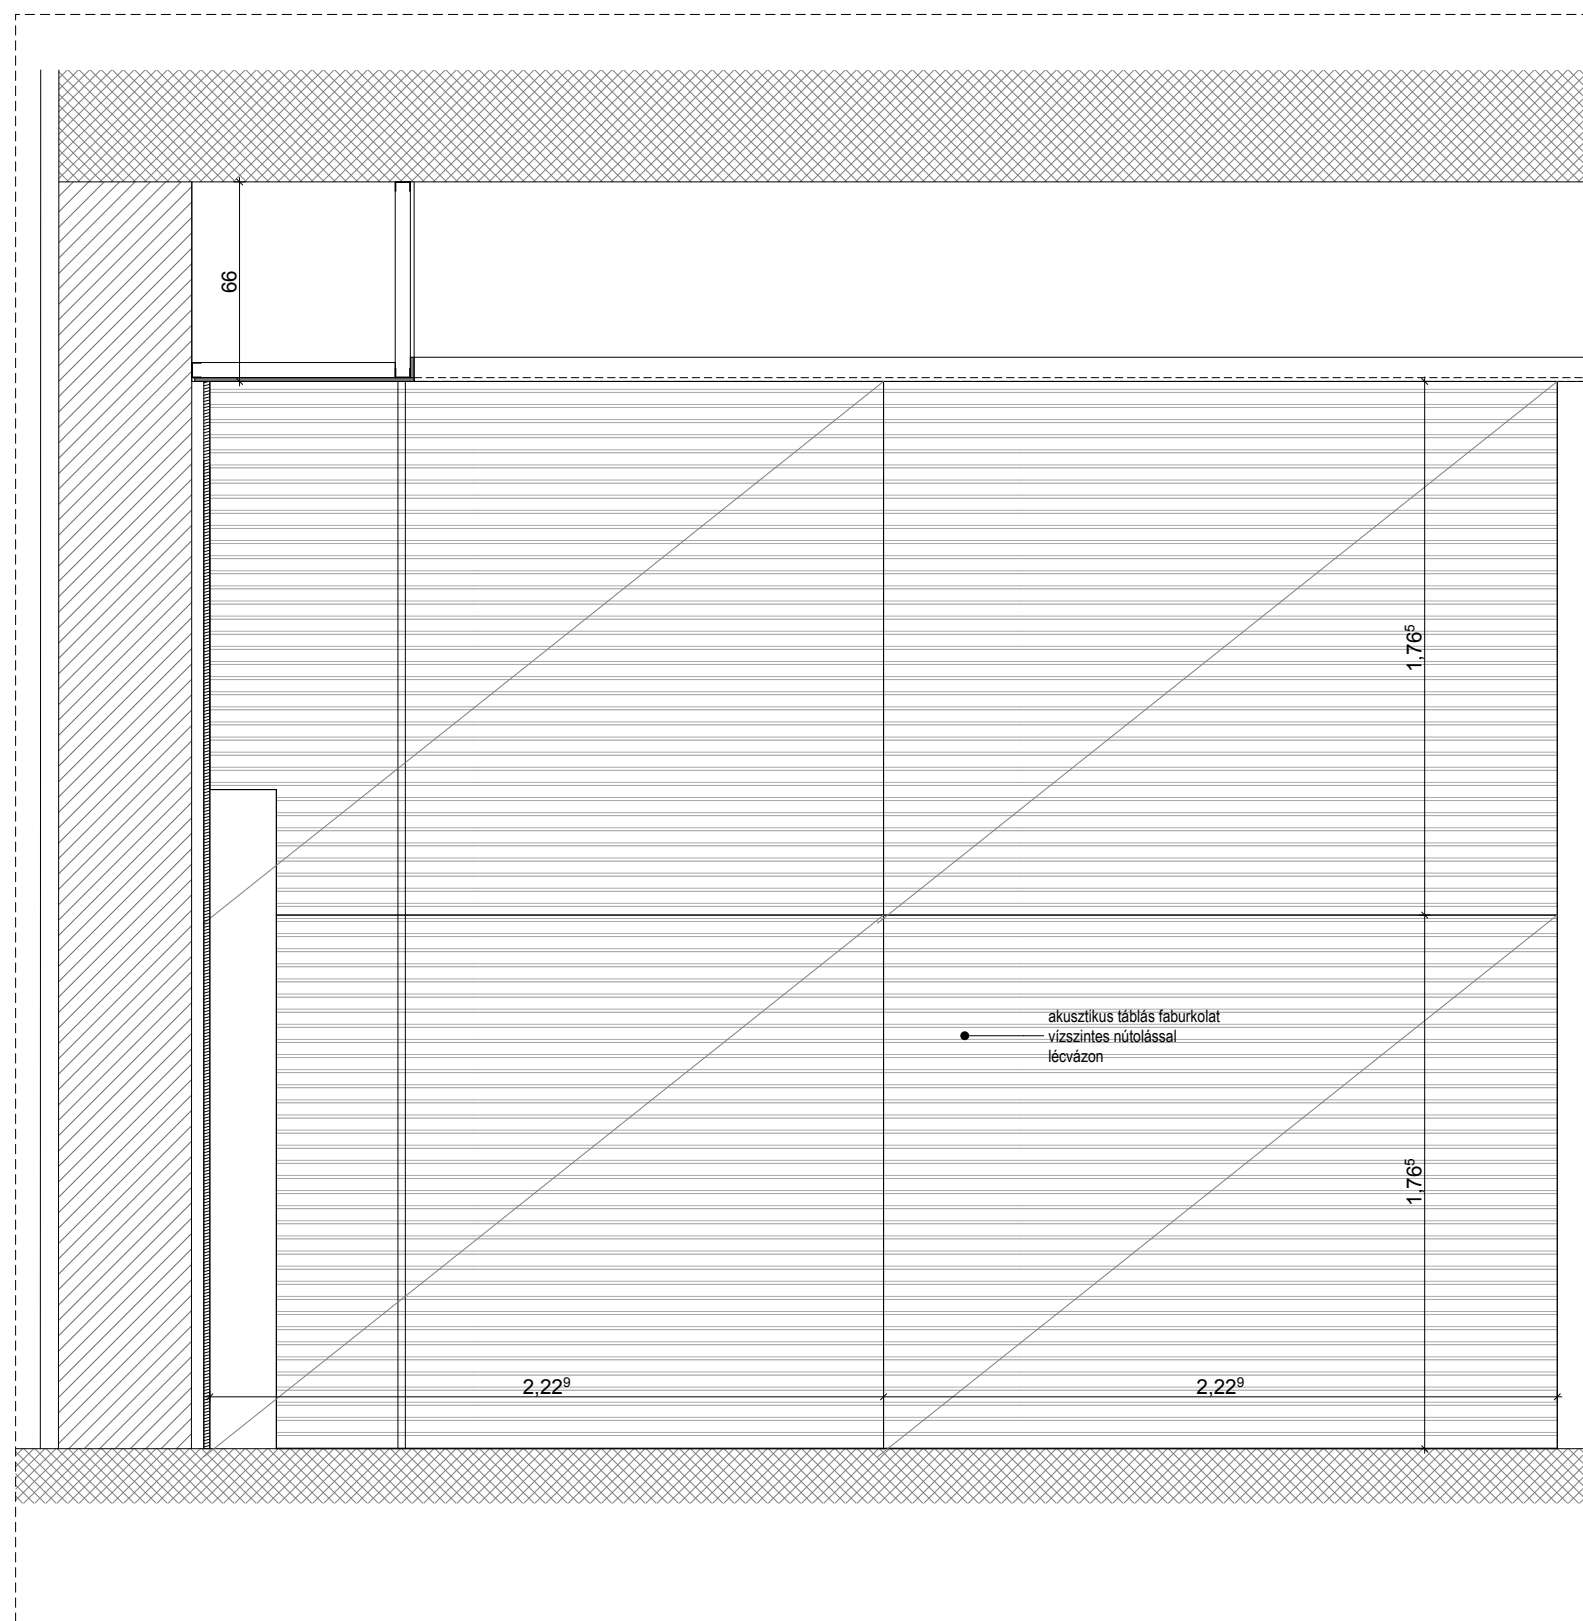 66
1,76⁵
akusztikus táblás faburkolat
vízszintes nútolással
lécvázon
1,76⁵
2,22⁹
2,22⁹